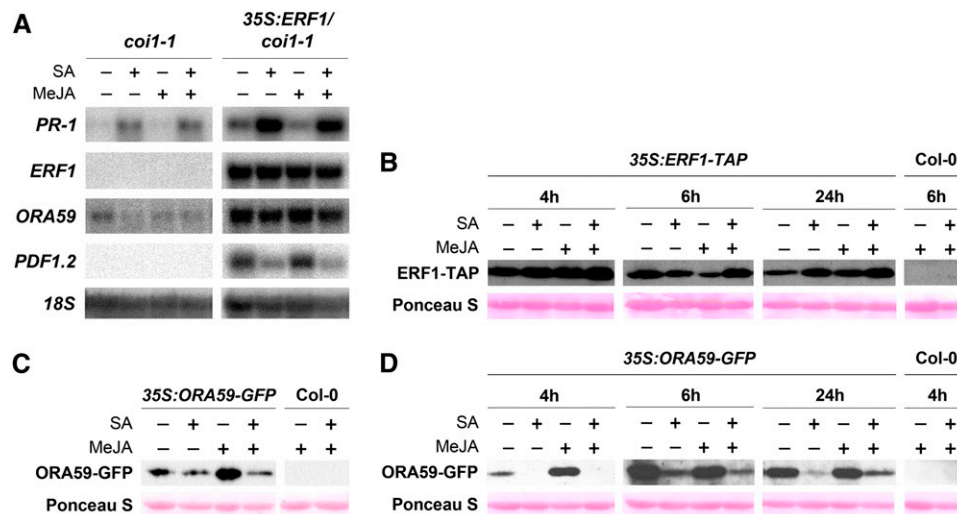 A
coi1-1
35S:ERF1/
coi1-1
SA – + – + – + – +
MeJA – – + + – – + +
PR-1
ERF1
ORA59
PDF1.2
18S
B
35S:ERF1-TAP Col-0
4h 6h 24h 6h
SA – + – + – + – + – + – + – +
MeJA – – + + – – + + – – + + + +
ERF1-TAP
Ponceau S
C
35S:ORA59-GFP Col-0
SA – + – + – +
MeJA – – + + + +
ORA59-GFP
Ponceau S
D
35S:ORA59-GFP Col-0
4h 6h 24h 4h
SA – + – + – + – + – + – + – +
MeJA – – + + – – + + – – + + + +
ORA59-GFP
Ponceau S